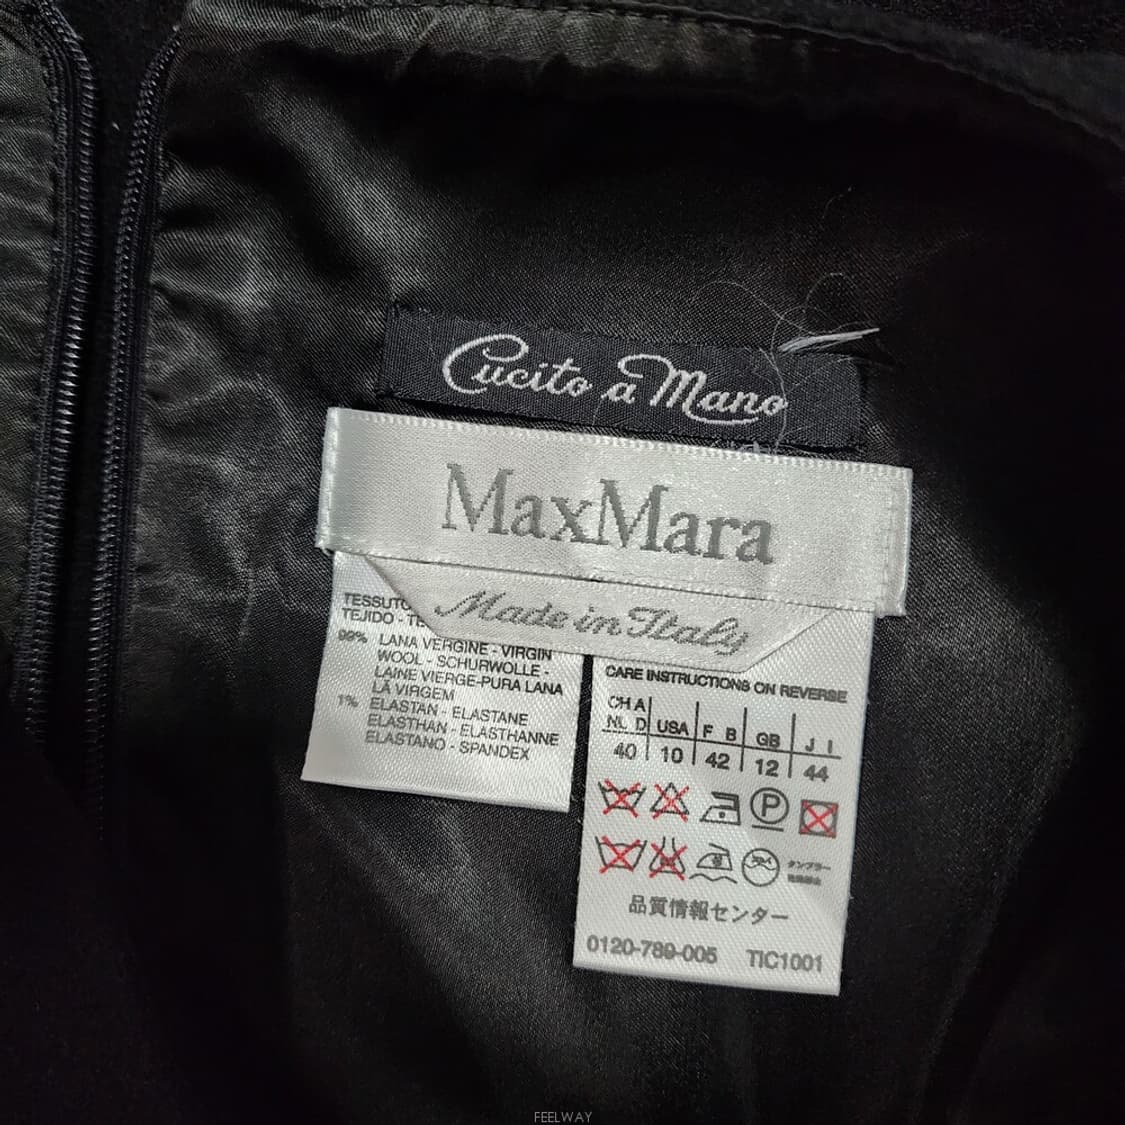 Cucito a Mano
MaxMara
Made in Italy
TESSUTO
TEJIDO - TE
99% LANA VERGINE - VIRGIN
WOOL - SCHURWOLLE -
LAINE VIERGE-PURA LANA
LÃ VIRGEM
1% ELASTAN - ELASTANE
ELASTHAN - ELASTHANNE
ELASTANO - SPANDEX
CARE INSTRUCTIONS ON REVERSE
CH A
NL D USA F B GB J I
40 10 42 12 44
P
品質情報センター
0120-789-005 TIC1001
FEELWAY